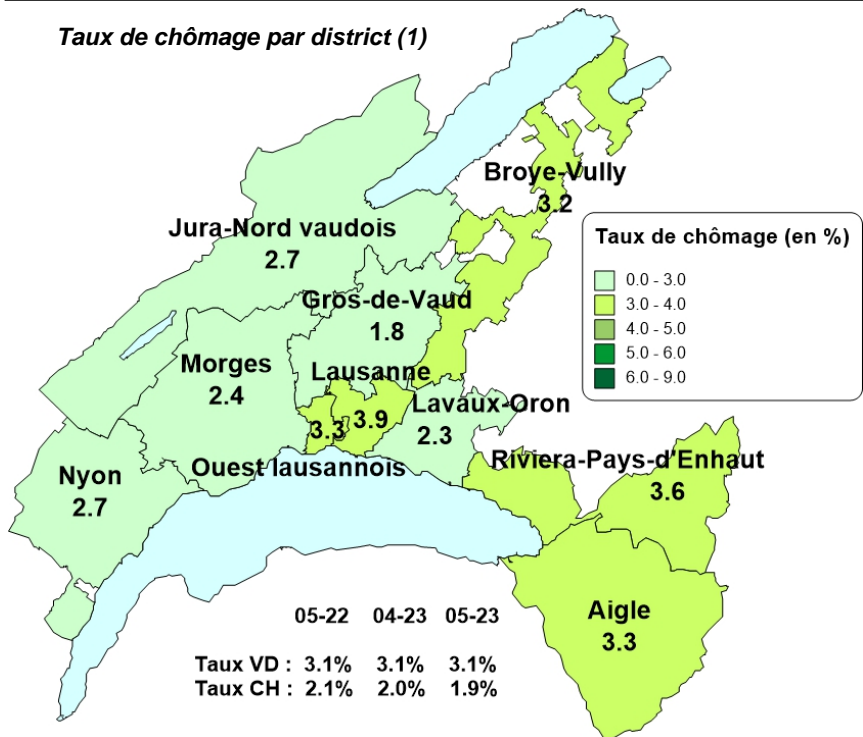 Taux de chômage par district (1)
Broye-Vully
3.2
Jura-Nord vaudois
2.7
Taux de chômage (en %)
0.0 - 3.0
3.0 - 4.0
4.0 - 5.0
5.0 - 6.0
6.0 - 9.0
Gros-de-Vaud
1.8
Morges
2.4
Lausanne
3.9
Lavaux-Oron
2.3
3.3
Ouest lausannois
Riviera-Pays-d'Enhaut
3.6
Nyon
2.7
Aigle
3.3
05-22 04-23 05-23
Taux VD : 3.1% 3.1% 3.1%
Taux CH : 2.1% 2.0% 1.9%